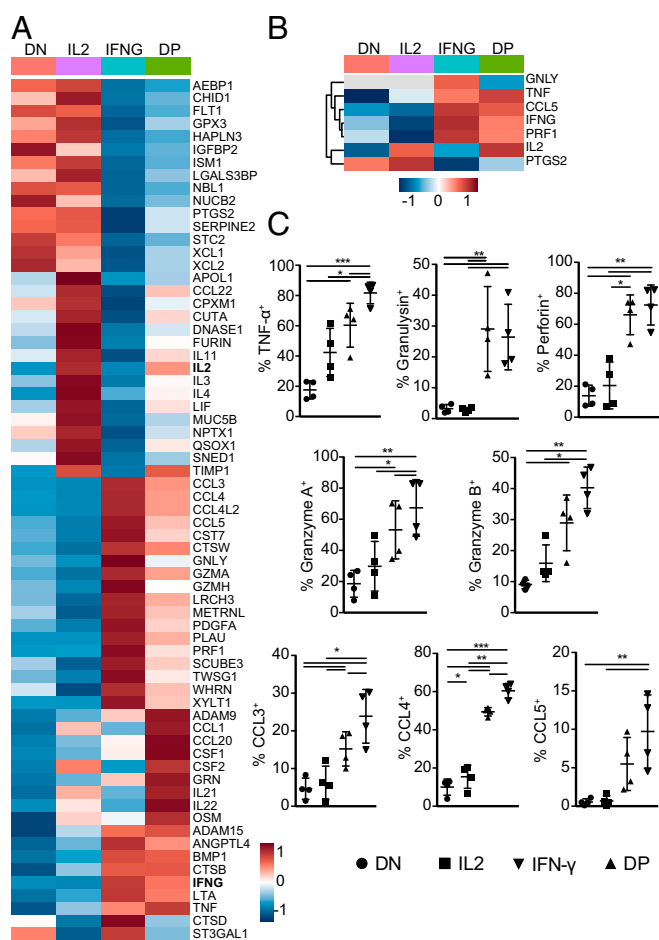 A
DN IL2 IFNG DP
AEBP1
CHID1
FLT1
GPX3
HAPLN3
IGFBP2
ISM1
LGALS3BP
NBL1
NUCB2
PTGS2
SERPINE2
STC2
XCL1
XCL2
APOL1
CCL22
CPXM1
CUTA
DNASE1
FURIN
IL11
IL2
IL3
IL4
LIF
MUC5B
NPTX1
QSOX1
SNED1
TIMP1
CCL3
CCL4
CCL4L2
CCL5
CST7
CTSW
GNLY
GZMA
GZMH
LRCH3
METRNL
PDGFA
PLAU
PRF1
SCUBE3
TWSG1
WHRN
XYLT1
ADAM9
CCL1
CCL20
CSF1
CSF2
GRN
IL21
IL22
OSM
ADAM15
ANGPTL4
BMP1
CTSB
IFNG
LTA
TNF
CTSD
ST3GAL1
1
0
1
B
DN IL2 IFNG DP
GNLY
TNF
CCL5
IFNG
PRF1
IL2
PTGS2
-1 0 1
C
% TNF-α⁺
100
80
60
40
20
0
***
*
% Granulysin⁺
50
40
30
20
10
0
**
% Perforin⁺
100
80
60
40
20
0
**
*
% Granzyme A⁺
100
80
60
40
20
0
**
*
% Granzyme B⁺
50
40
30
20
10
0
**
*
% CCL3⁺
40
30
20
10
0
*
% CCL4⁺
80
60
40
20
0
***
**
*
% CCL5⁺
20
15
10
5
0
**
DN IL2 IFN-γ DP